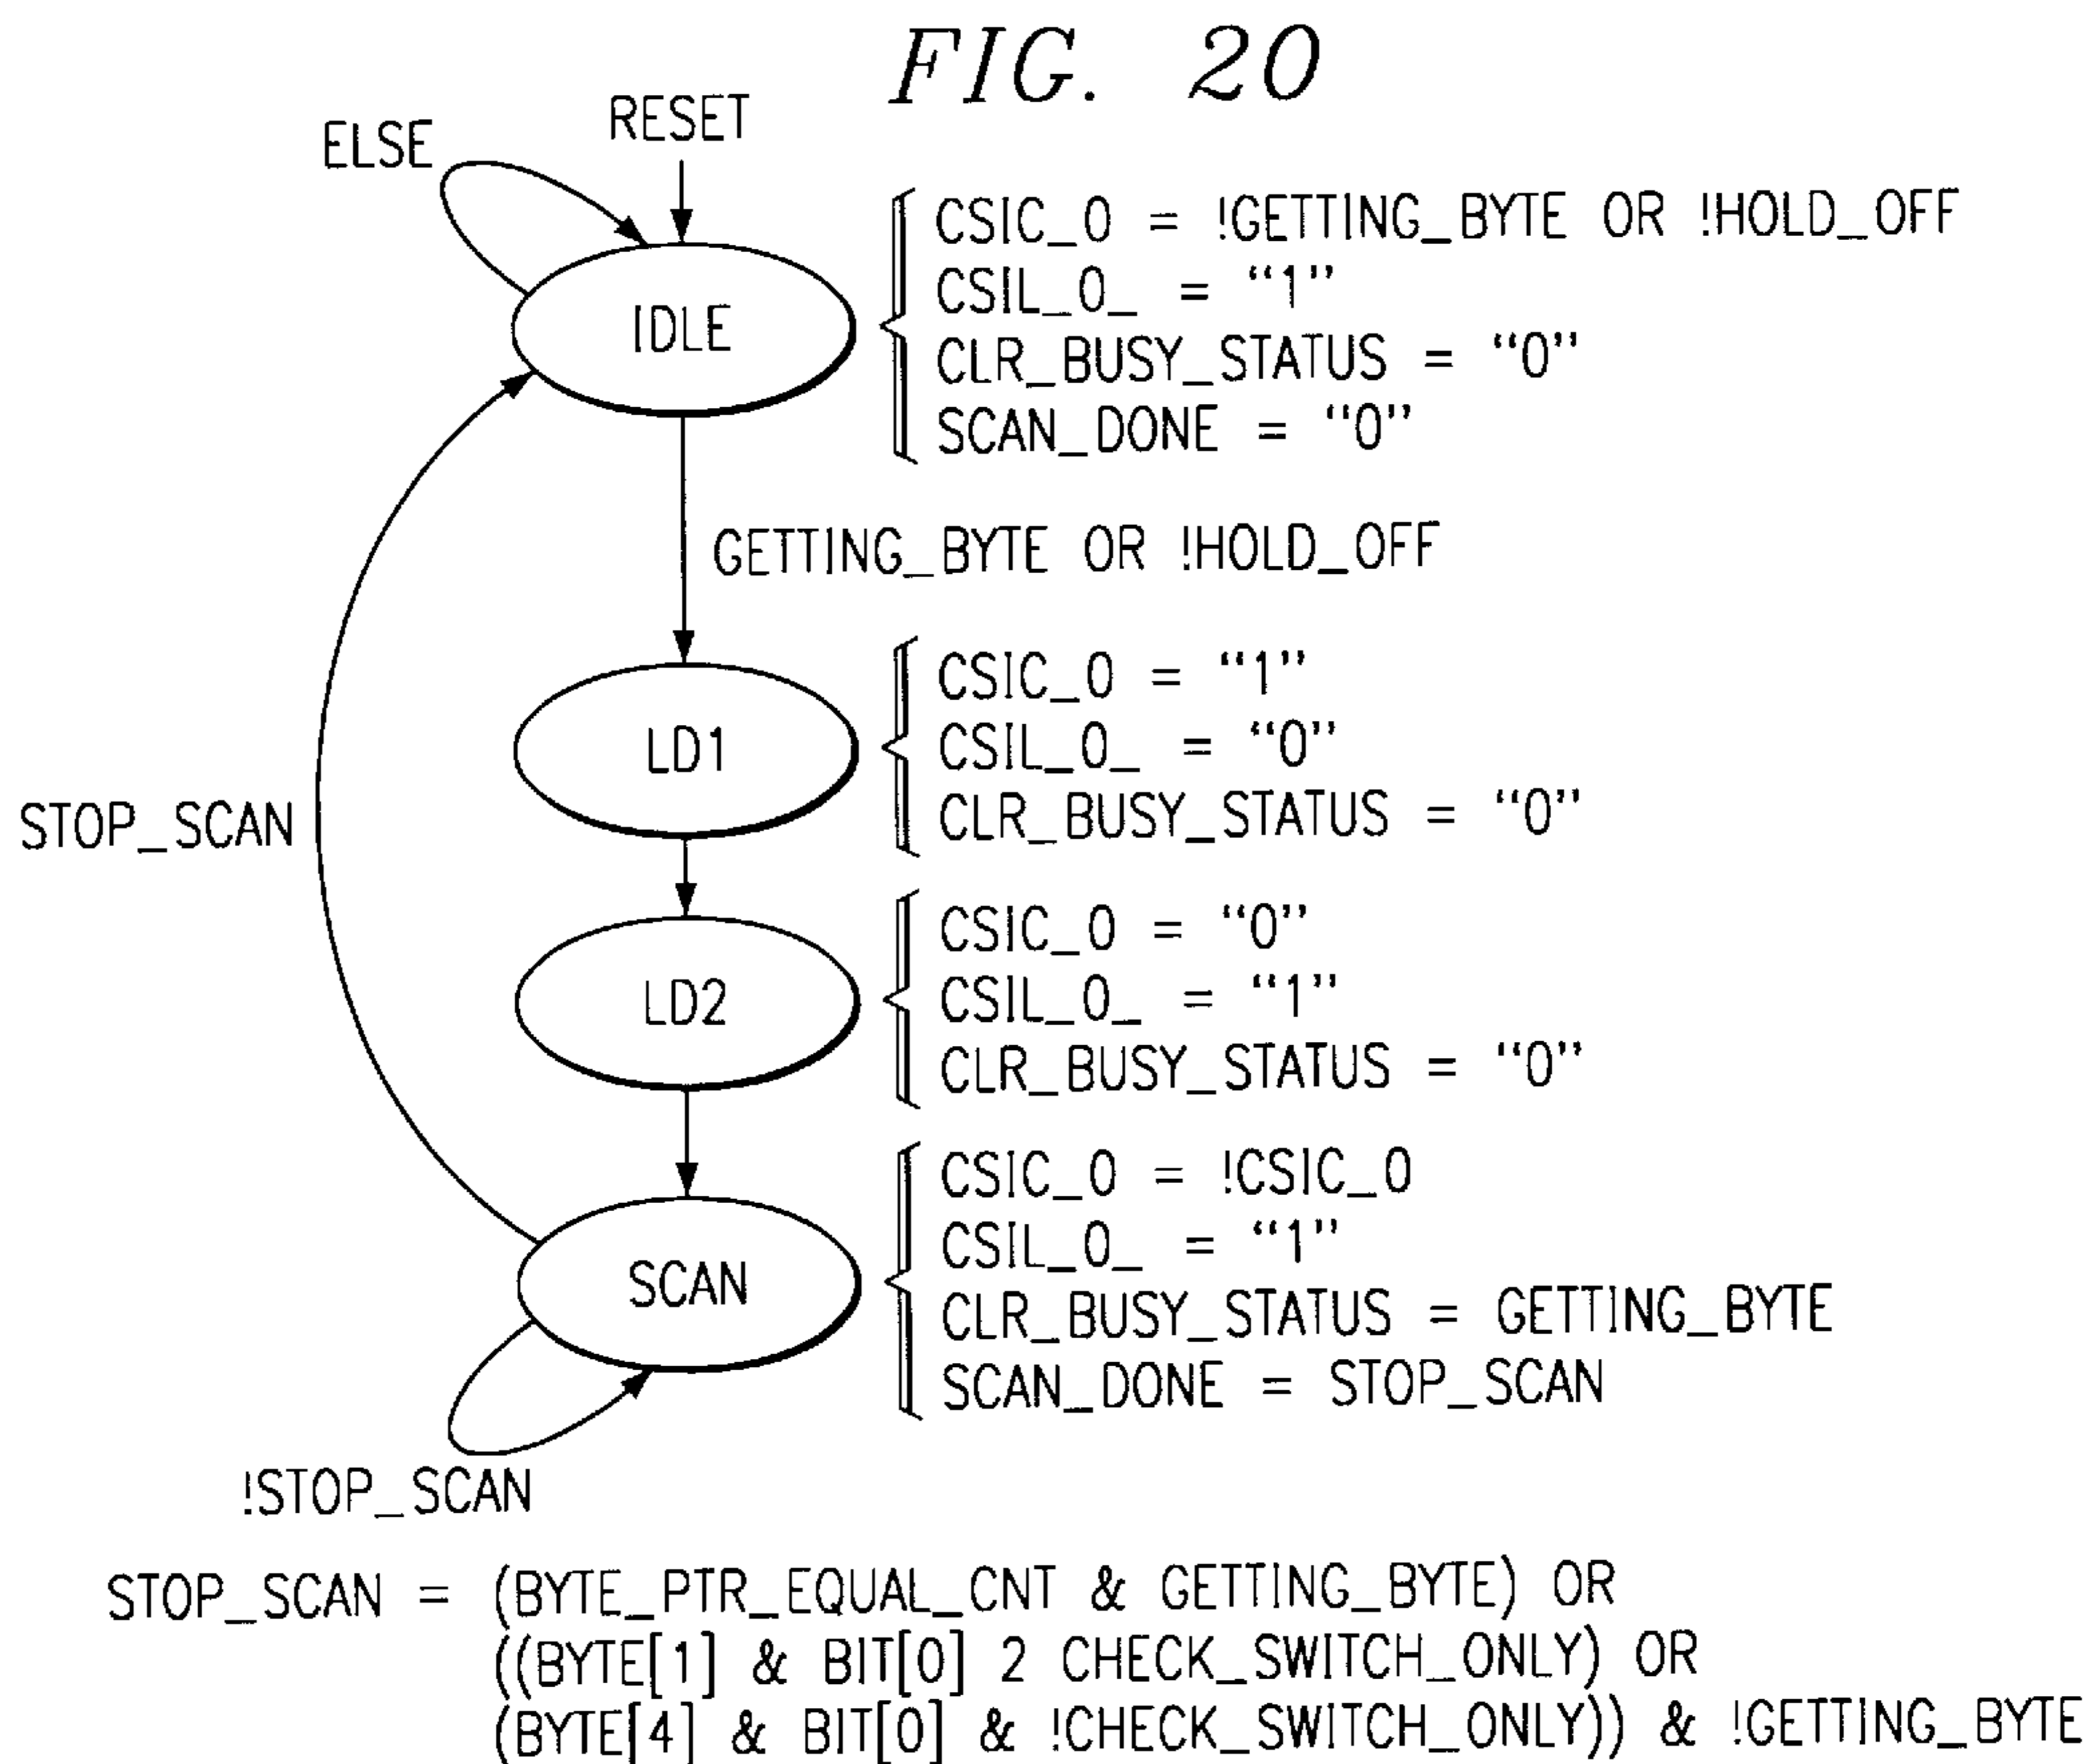 FIG. 20
ELSE
RESET
IDLE
CSIC_0 = !GETTING_BYTE OR !HOLD_OFF
CSIL_0_ = "1"
CLR_BUSY_STATUS = "0"
SCAN_DONE = "0"
GETTING_BYTE OR !HOLD_OFF
LD1
CSIC_0 = "1"
CSIL_0_ = "0"
CLR_BUSY_STATUS = "0"
STOP_SCAN
LD2
CSIC_0 = "0"
CSIL_0_ = "1"
CLR_BUSY_STATUS = "0"
SCAN
CSIC_0 = !CSIC_0
CSIL_0_ = "1"
CLR_BUSY_STATUS = GETTING_BYTE
SCAN_DONE = STOP_SCAN
!STOP_SCAN
STOP_SCAN = (BYTE_PTR_EQUAL_CNT & GETTING_BYTE) OR
((BYTE[1] & BIT[0] 2 CHECK_SWITCH_ONLY) OR
(BYTE[4] & BIT[0] & !CHECK_SWITCH_ONLY)) & !GETTING_BYTE